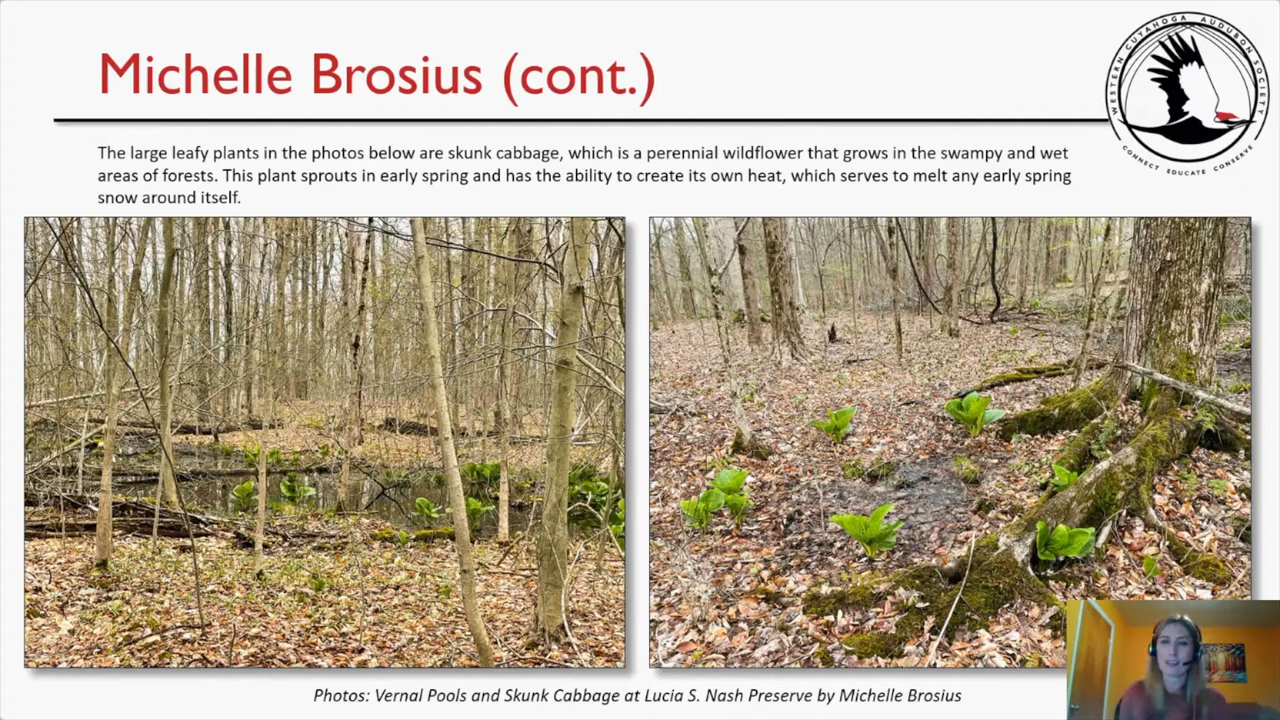 Michelle Brosius (cont.)
WESTERN CUYAHOGA AUDUBON SOCIETY
CONNECT EDUCATE CONSERVE
The large leafy plants in the photos below are skunk cabbage, which is a perennial wildflower that grows in the swampy and wet
areas of forests. This plant sprouts in early spring and has the ability to create its own heat, which serves to melt any early spring
snow around itself.
Photos: Vernal Pools and Skunk Cabbage at Lucia S. Nash Preserve by Michelle Brosius